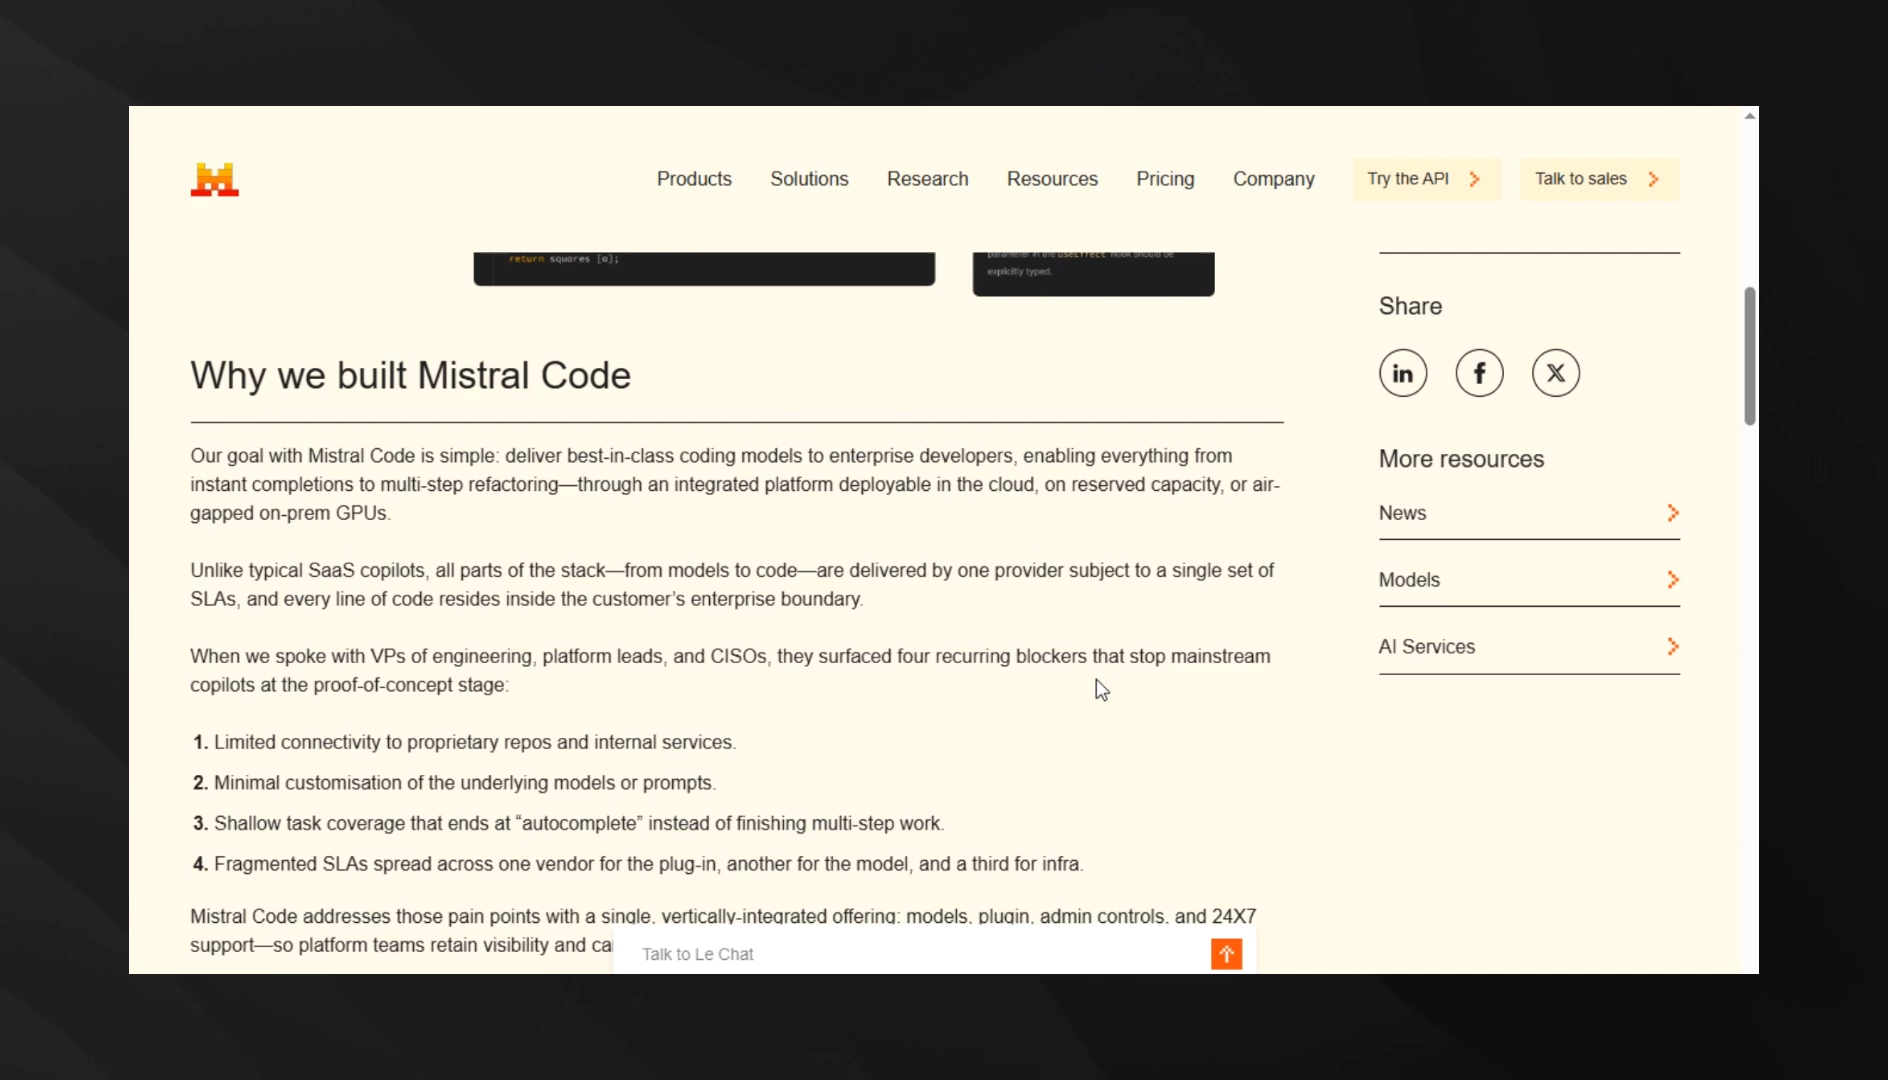 Products Solutions Research Resources Pricing Company Try the API Talk to sales
return squares [a];
parameter in the useEffect hook should be
explicitly typed.
Share
Why we built Mistral Code
Our goal with Mistral Code is simple: deliver best-in-class coding models to enterprise developers, enabling everything from
instant completions to multi-step refactoring—through an integrated platform deployable in the cloud, on reserved capacity, or air-
gapped on-prem GPUs.
Unlike typical SaaS copilots, all parts of the stack—from models to code—are delivered by one provider subject to a single set of
SLAs, and every line of code resides inside the customer’s enterprise boundary.
When we spoke with VPs of engineering, platform leads, and CISOs, they surfaced four recurring blockers that stop mainstream
copilots at the proof-of-concept stage:
1. Limited connectivity to proprietary repos and internal services.
2. Minimal customisation of the underlying models or prompts.
3. Shallow task coverage that ends at “autocomplete” instead of finishing multi-step work.
4. Fragmented SLAs spread across one vendor for the plug-in, another for the model, and a third for infra.
Mistral Code addresses those pain points with a single, vertically-integrated offering: models, plugin, admin controls, and 24X7
support—so platform teams retain visibility and
Talk to Le Chat
More resources
News
Models
AI Services